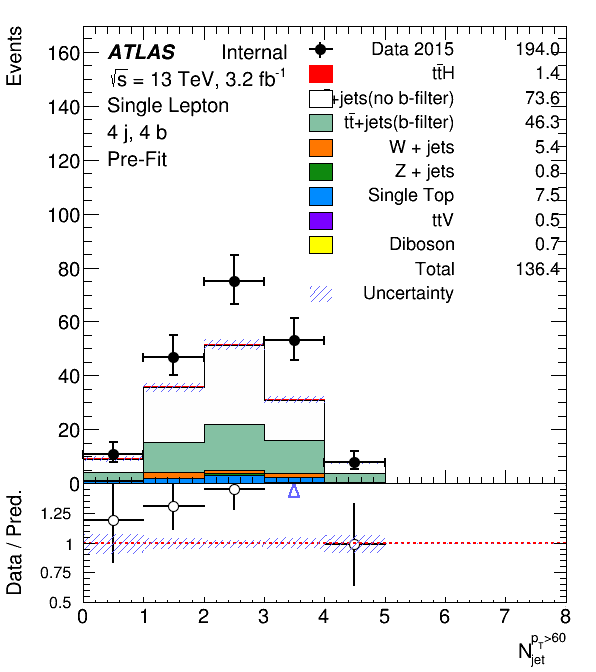 Events
160
140
120
100
80
60
40
20
0
ATLAS Internal
√s = 13 TeV, 3.2 fb⁻¹
Single Lepton
4 j, 4 b
Pre-Fit
Data 2015 194.0
tt̄H 1.4
+jets(no b-filter) 73.6
tt̄+jets(b-filter) 46.3
W + jets 5.4
Z + jets 0.8
Single Top 7.5
ttV 0.5
Diboson 0.7
Total 136.4
Uncertainty
Data / Pred.
1.25
1
0.75
0.5
0 1 2 3 4 5 6 7 8
N_jet^{p_T>60}